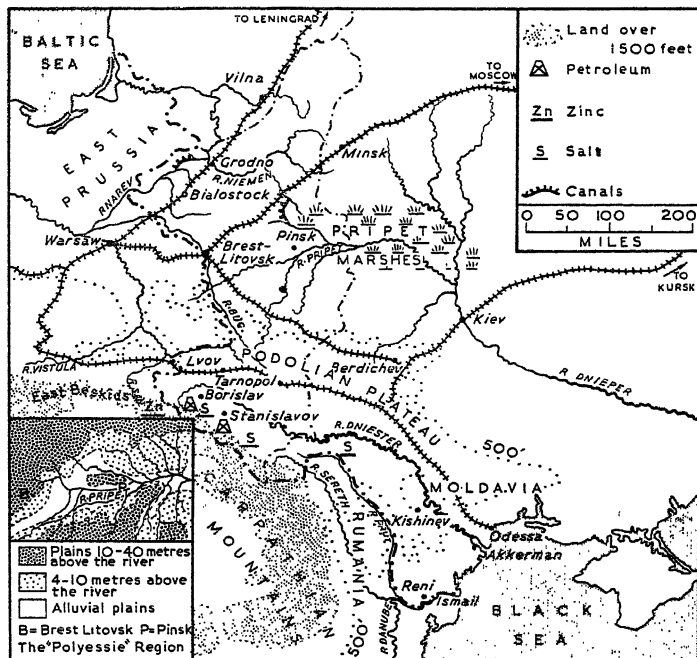 TO LENINGRAD
BALTIC
SEA
Vilna
TO
MOSCOW
EAST
PRUSSIA
Grodno
R.NIEMEN
Minsk
R.NAREV
Bialostock
PRIPET
MARSHES
Pinsk
R.PRIPET
Warsaw
Brest-
Litovsk
R.BUG
Kiev
TO
KURSK
R.VISTULA
Lvov
PODOLIAN PLATEAU
Berdichev
R. DNIEPER
Tarnopol
East Beskids
R.SAN
Zn
Borislav
S
Stanislavov
S
R.DNIESTER
500'
S
R. SERETH
MOLDAVIA
CARPATHIAN
MOUNTAINS
RUMANIA
Kishinev
Odessa
Akkerman
Reni
Ismail
500'
R.DANUBE
BLACK
SEA
Land over
1500 feet
Petroleum
Zn Zinc
S Salt
Canals
0 50 100 200
MILES
B
P
R.PRIPET
Plains 10-40 metres
above the river
4-10 metres above
the river
Alluvial plains
B= Brest Litovsk P=Pinsk
The "Polyessie" Region